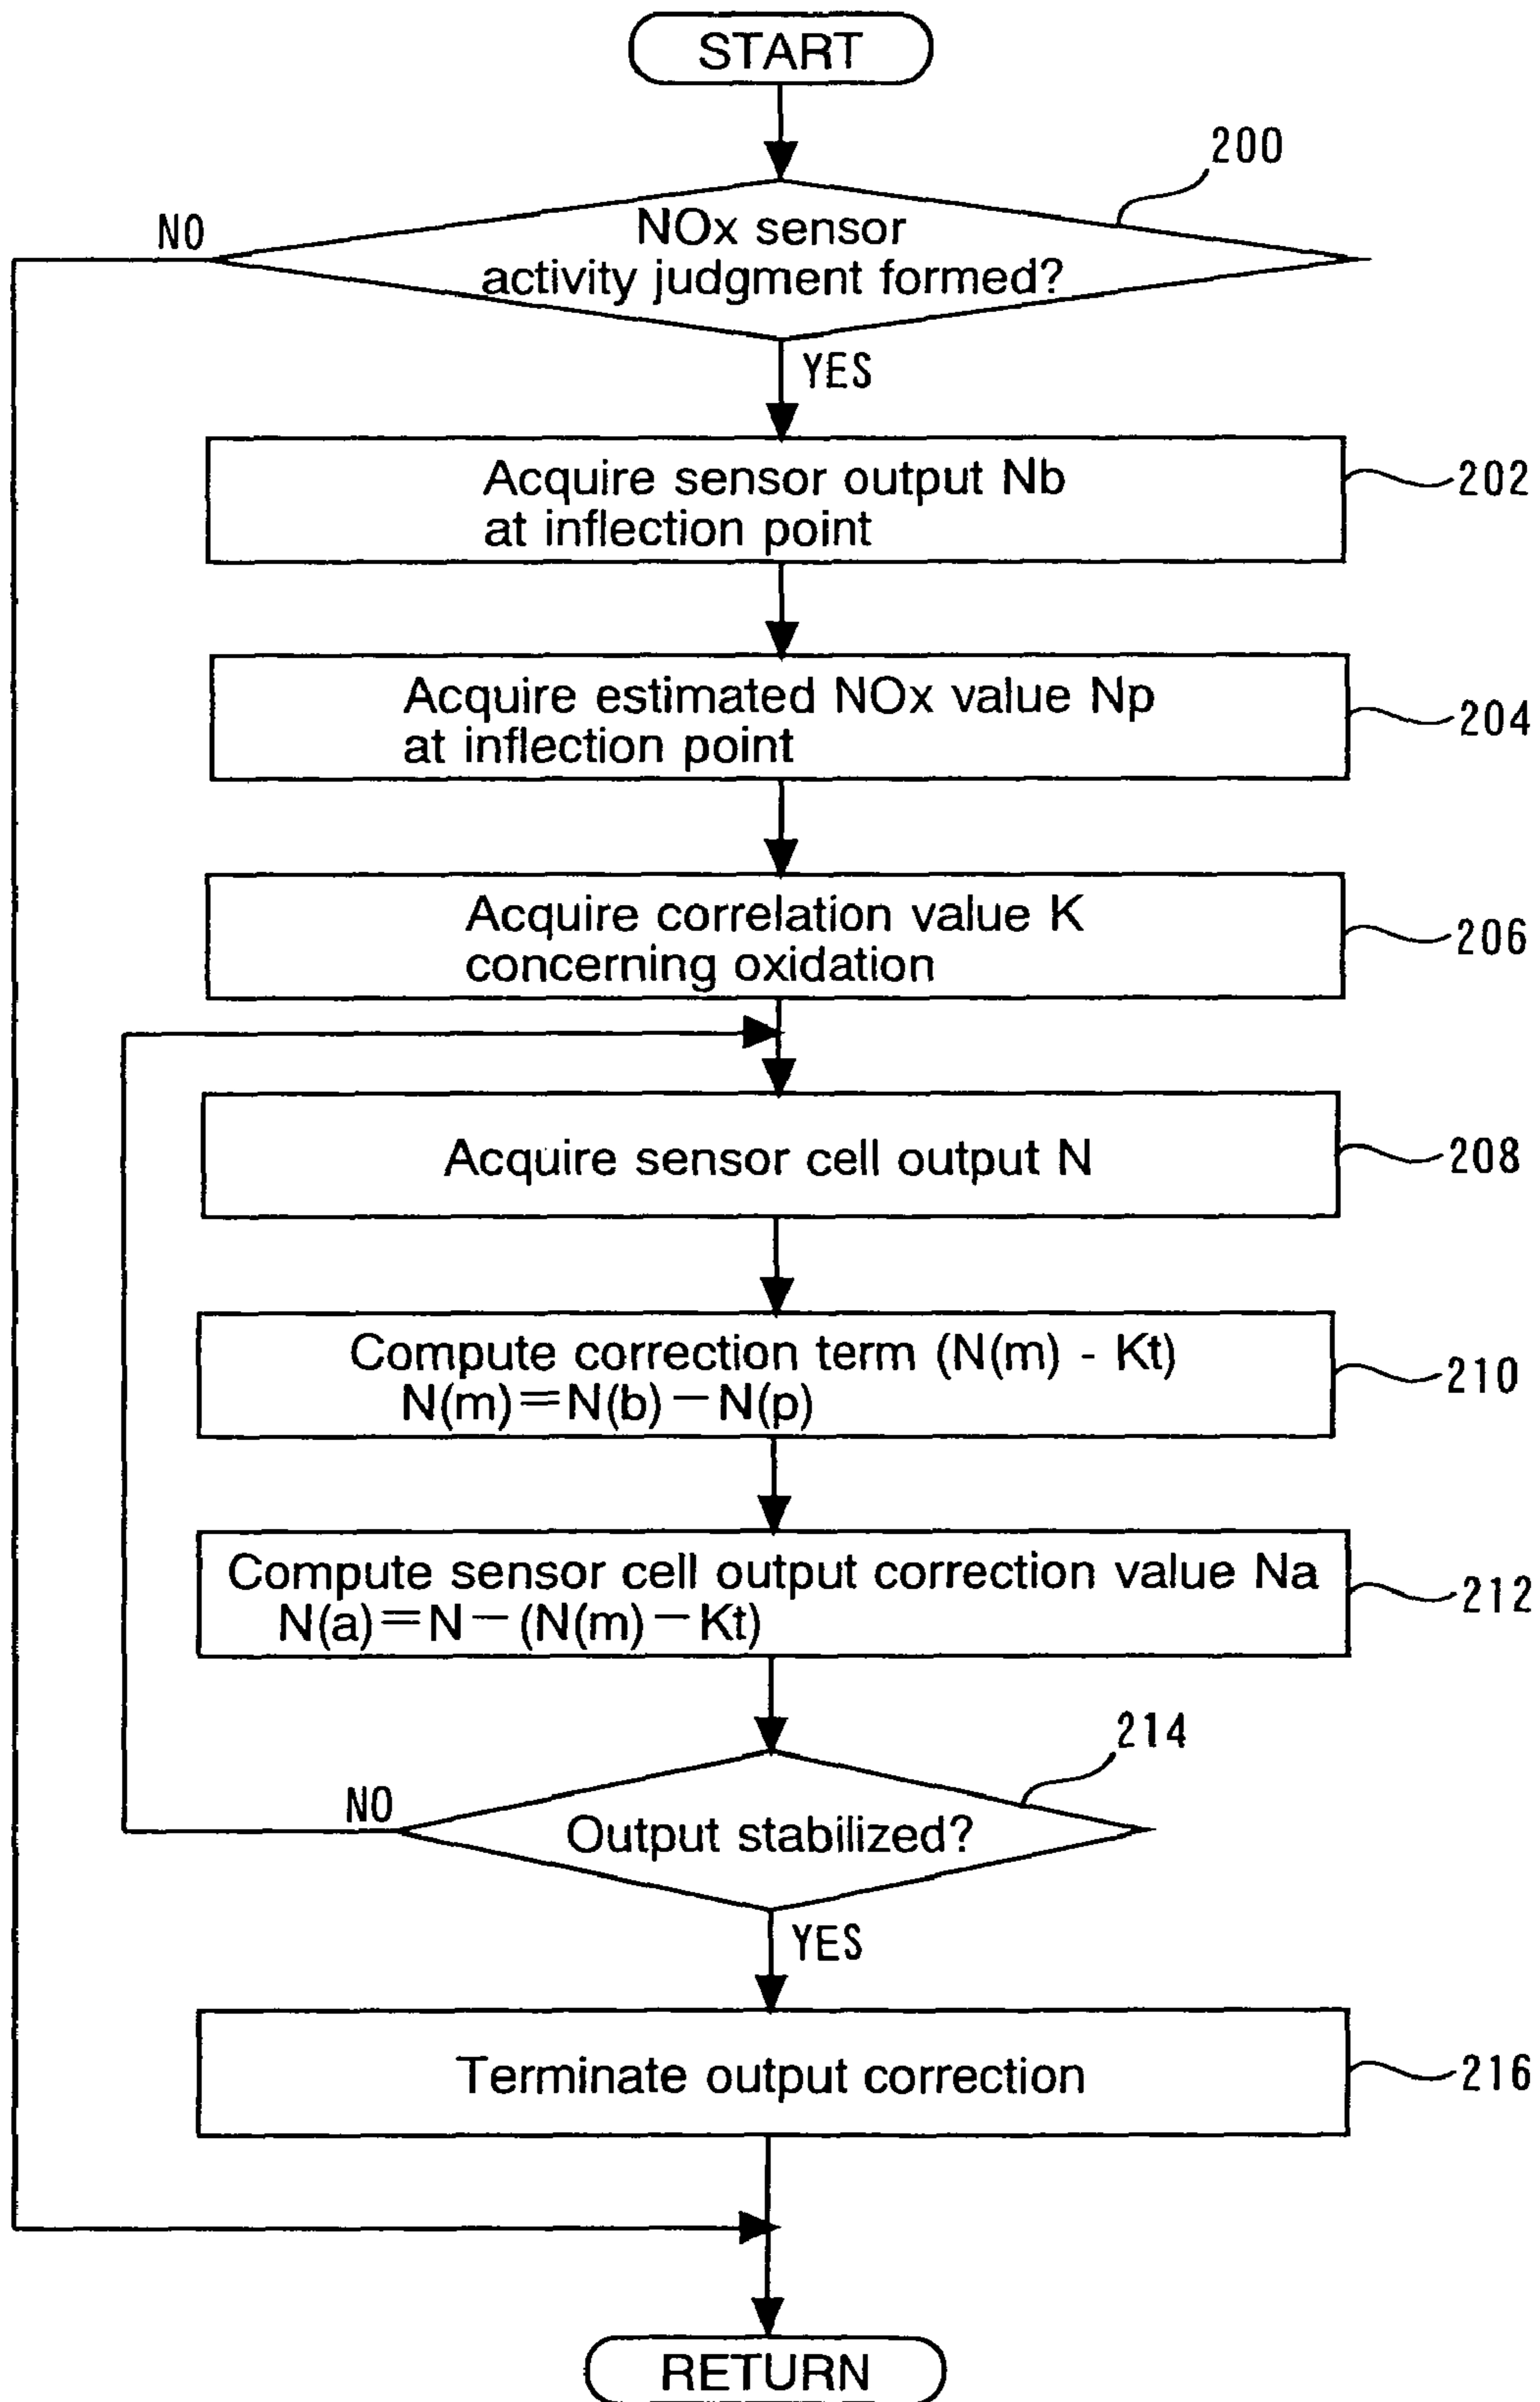 START
200
NO
NOx sensor
activity judgment formed?
YES
Acquire sensor output Nb
at inflection point
202
Acquire estimated NOx value Np
at inflection point
204
Acquire correlation value K
concerning oxidation
206
Acquire sensor cell output N
208
Compute correction term (N(m) - Kt)
N(m)=N(b)-N(p)
210
Compute sensor cell output correction value Na
N(a)=N-(N(m)-Kt)
212
214
NO
Output stabilized?
YES
Terminate output correction
216
RETURN